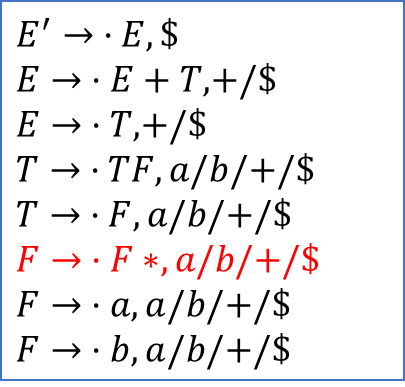 E′ → · E, $
E → · E + T, +/$
E → · T, +/$
T → · TF, a/b/+/$
T → · F, a/b/+/$
F → · F ∗, a/b/+/$
F → · a, a/b/+/$
F → · b, a/b/+/$